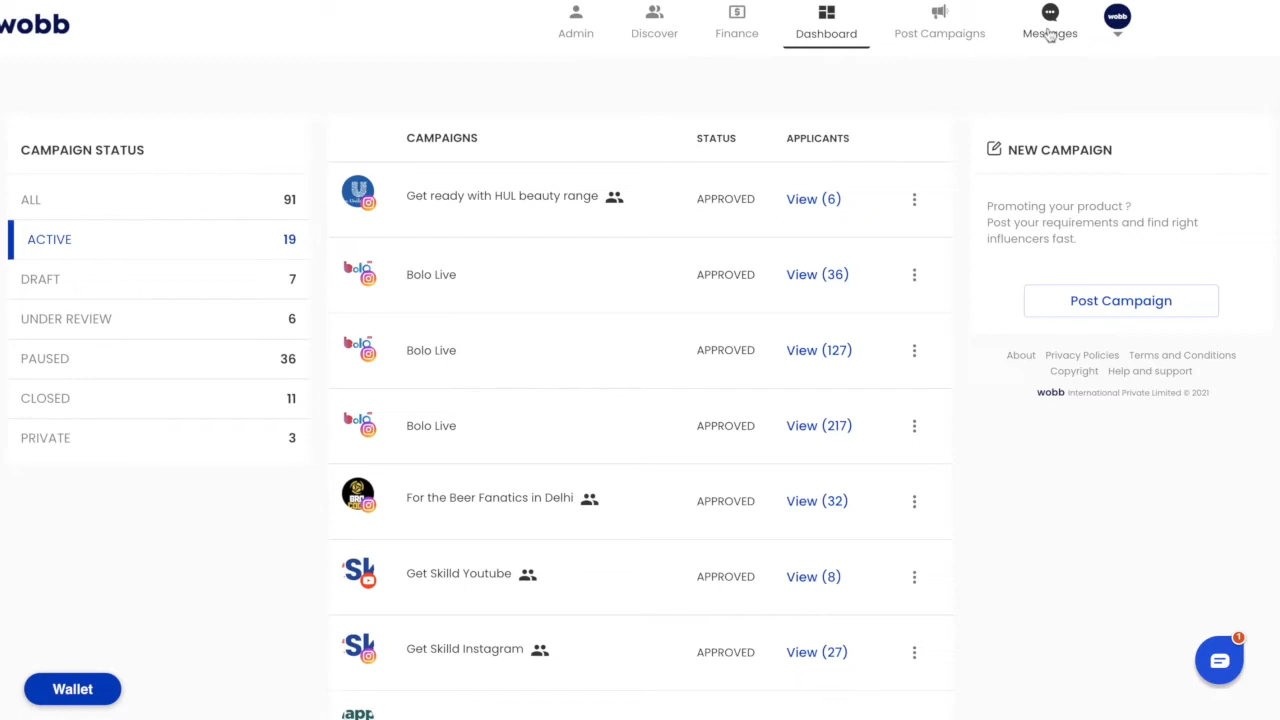 wobb
Admin
Discover
Finance
Dashboard
Post Campaigns
Messages
wobb
CAMPAIGN STATUS
ALL 91
ACTIVE 19
DRAFT 7
UNDER REVIEW 6
PAUSED 36
CLOSED 11
PRIVATE 3
CAMPAIGNS STATUS APPLICANTS
Get ready with HUL beauty range APPROVED View (6)
Bolo Live APPROVED View (36)
Bolo Live APPROVED View (127)
Bolo Live APPROVED View (217)
For the Beer Fanatics in Delhi APPROVED View (32)
Get Skilld Youtube APPROVED View (8)
Get Skilld Instagram APPROVED View (27)
NEW CAMPAIGN
Promoting your product ?
Post your requirements and find right
influencers fast.
Post Campaign
About Privacy Policies Terms and Conditions
Copyright Help and support
wobb International Private Limited © 2021
Wallet
1